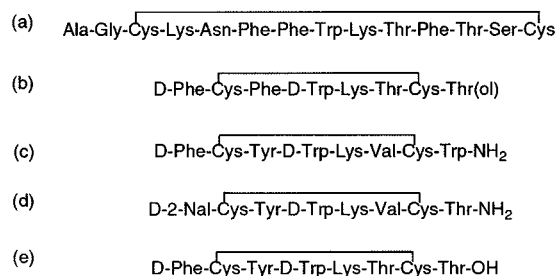 (a) Ala-Gly-Cys-Lys-Asn-Phe-Phe-Trp-Lys-Thr-Phe-Thr-Ser-Cys
(b) D-Phe-Cys-Phe-D-Trp-Lys-Thr-Cys-Thr(ol)
(c) D-Phe-Cys-Tyr-D-Trp-Lys-Val-Cys-Trp-NH2
(d) D-2-Nal-Cys-Tyr-D-Trp-Lys-Val-Cys-Thr-NH2
(e) D-Phe-Cys-Tyr-D-Trp-Lys-Thr-Cys-Thr-OH